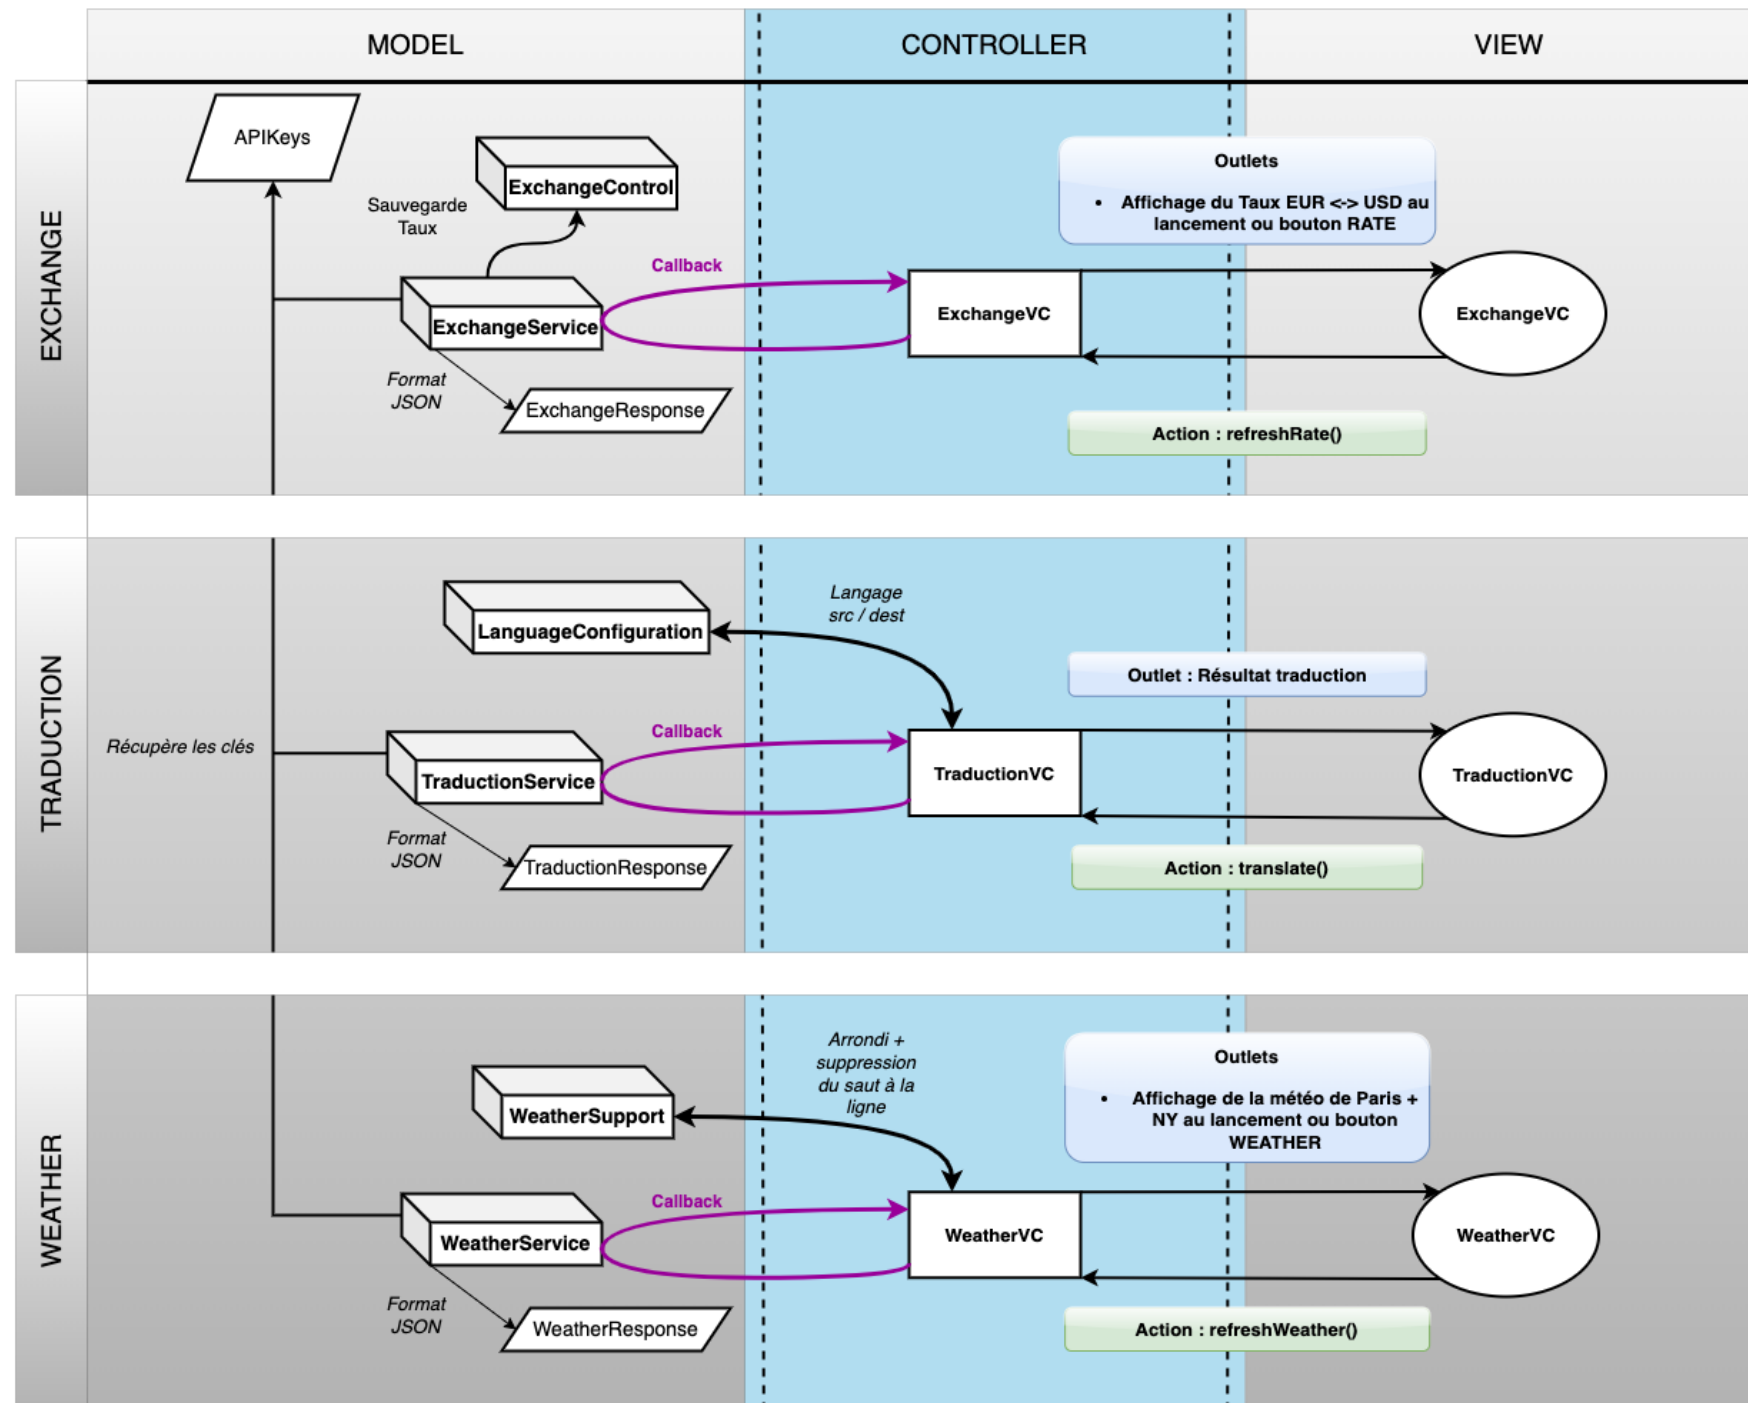 MODEL
CONTROLLER
VIEW
EXCHANGE
APIKeys
ExchangeControl
Sauvegarde
Taux
Outlets
• Affichage du Taux EUR <-> USD au
lancement ou bouton RATE
Callback
ExchangeService
ExchangeVC
ExchangeVC
Format
JSON
ExchangeResponse
Action : refreshRate()
TRADUCTION
Langage
src / dest
LanguageConfiguration
Outlet : Résultat traduction
Récupère les clés
Callback
TraductionService
TraductionVC
TraductionVC
Format
JSON
TraductionResponse
Action : translate()
WEATHER
Arrondi +
suppression
du saut à la
ligne
WeatherSupport
Outlets
• Affichage de la météo de Paris +
NY au lancement ou bouton
WEATHER
Callback
WeatherService
WeatherVC
WeatherVC
Format
JSON
WeatherResponse
Action : refreshWeather()